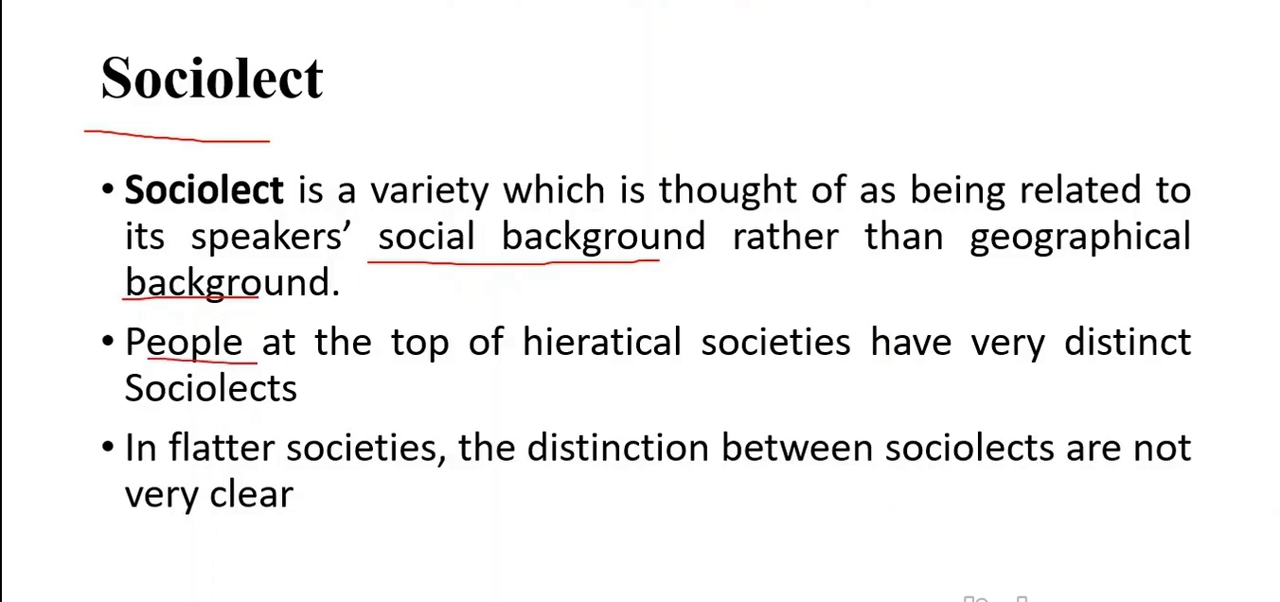 Sociolect
• Sociolect is a variety which is thought of as being related to
its speakers’ social background rather than geographical
background.
• People at the top of hieratical societies have very distinct
Sociolects
• In flatter societies, the distinction between sociolects are not
very clear